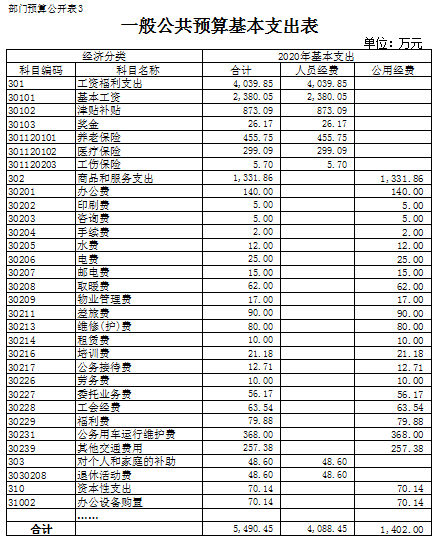 部门预算公开表3
一般公共预算基本支出表
单位：万元
经济分类 2020年基本支出
科目编码 科目名称 合计 人员经费 公用经费
301 工资福利支出 4,039.85 4,039.85
30101 基本工资 2,380.05 2,380.05
30102 津贴补贴 873.09 873.09
30103 奖金 26.17 26.17
301120101 养老保险 455.75 455.75
301120102 医疗保险 299.09 299.09
301120203 工伤保险 5.70 5.70
302 商品和服务支出 1,331.86 1,331.86
30201 办公费 140.00 140.00
30202 印刷费 5.00 5.00
30203 咨询费 5.00 5.00
30204 手续费 2.00 2.00
30205 水费 12.00 12.00
30206 电费 25.00 25.00
30207 邮电费 15.00 15.00
30208 取暖费 62.00 62.00
30209 物业管理费 17.00 17.00
30211 差旅费 90.00 90.00
30213 维修(护)费 80.00 80.00
30214 租赁费 10.00 10.00
30216 培训费 21.18 21.18
30217 公务接待费 12.71 12.71
30226 劳务费 10.00 10.00
30227 委托业务费 56.17 56.17
30228 工会经费 63.54 63.54
30229 福利费 79.88 79.88
30231 公务用车运行维护费 368.00 368.00
30239 其他交通费用 257.38 257.38
303 对个人和家庭的补助 48.60 48.60
3030208 退休活动费 48.60 48.60
310 资本性支出 70.14 70.14
31002 办公设备购置 70.14 70.14
……
合计 5,490.45 4,088.45 1,402.00